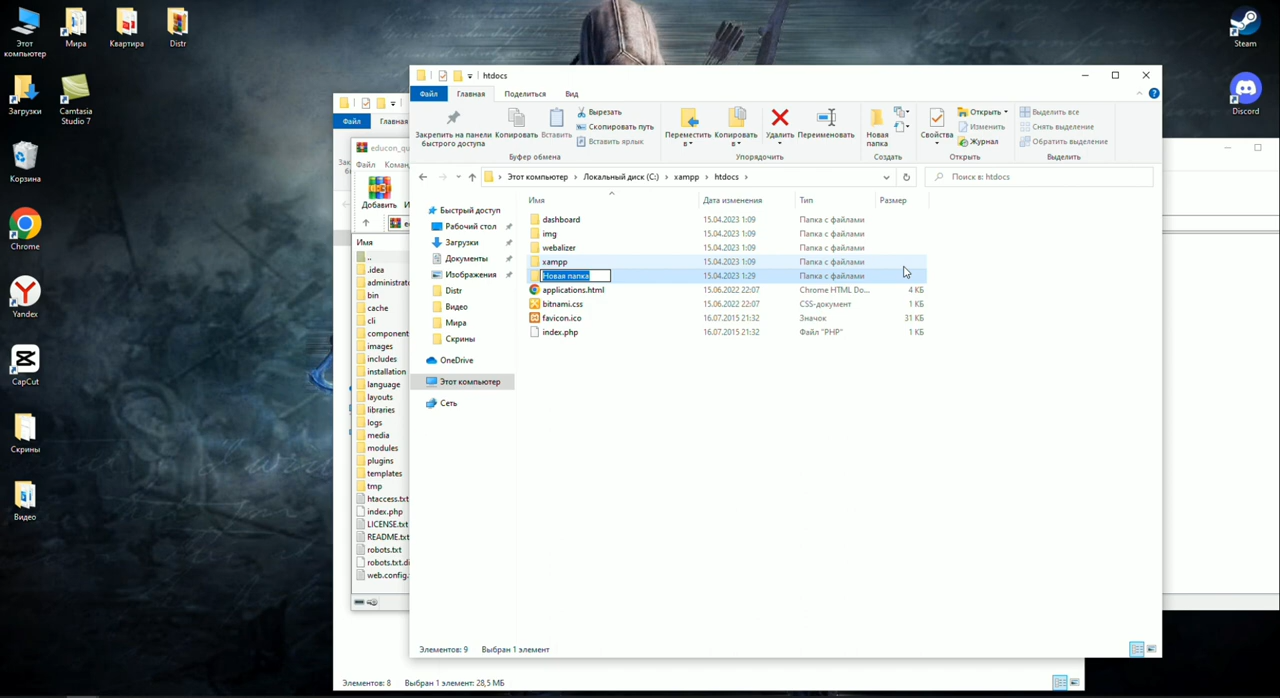 Этот компьютер
Мира
Квартира
Distr
Загрузки
Camtasia Studio 7
Корзина
Chrome
Yandex
CapCut
Скрины
Видео
Steam
Discord
Файл
Главная
educon_qu
Файл
Добавить
Имя
..
.idea
administrato
bin
cache
cli
component
images
includes
installation
language
layouts
libraries
logs
media
modules
plugins
templates
tmp
htaccess.txt
index.php
LICENSE.txt
README.txt
robots.txt
robots.txt.di
web.config.
Элементов: 8 Выбран 1 элемент: 28,5 МБ
htdocs
Файл Главная Поделиться Вид
Закрепить на панели быстрого доступа
Копировать
Вставить
Вырезать
Скопировать путь
Вставить ярлык
Переместить в
Копировать в
Удалить
Переименовать
Новая папка
Свойства
Открыть
Изменить
Журнал
Выделить все
Снять выделение
Обратить выделение
Буфер обмена Упорядочить Создать Открыть Выделить
Этот компьютер Локальный диск (C:) xampp htdocs
Поиск в: htdocs
Быстрый доступ
Рабочий стол
Загрузки
Документы
Изображения
Distr
Видео
Мира
Скрины
OneDrive
Этот компьютер
Сеть
Имя Дата изменения Тип Размер
dashboard 15.04.2023 1:09 Папка с файлами
img 15.04.2023 1:09 Папка с файлами
webalizer 15.04.2023 1:09 Папка с файлами
xampp 15.04.2023 1:09 Папка с файлами
Новая папка 15.04.2023 1:29 Папка с файлами
applications.html 15.06.2022 22:07 Chrome HTML Do... 4 КБ
bitnami.css 15.06.2022 22:07 CSS-документ 1 КБ
favicon.ico 16.07.2015 21:32 Значок 31 КБ
index.php 16.07.2015 21:32 Файл "PHP" 1 КБ
Элементов: 9 Выбран 1 элемент